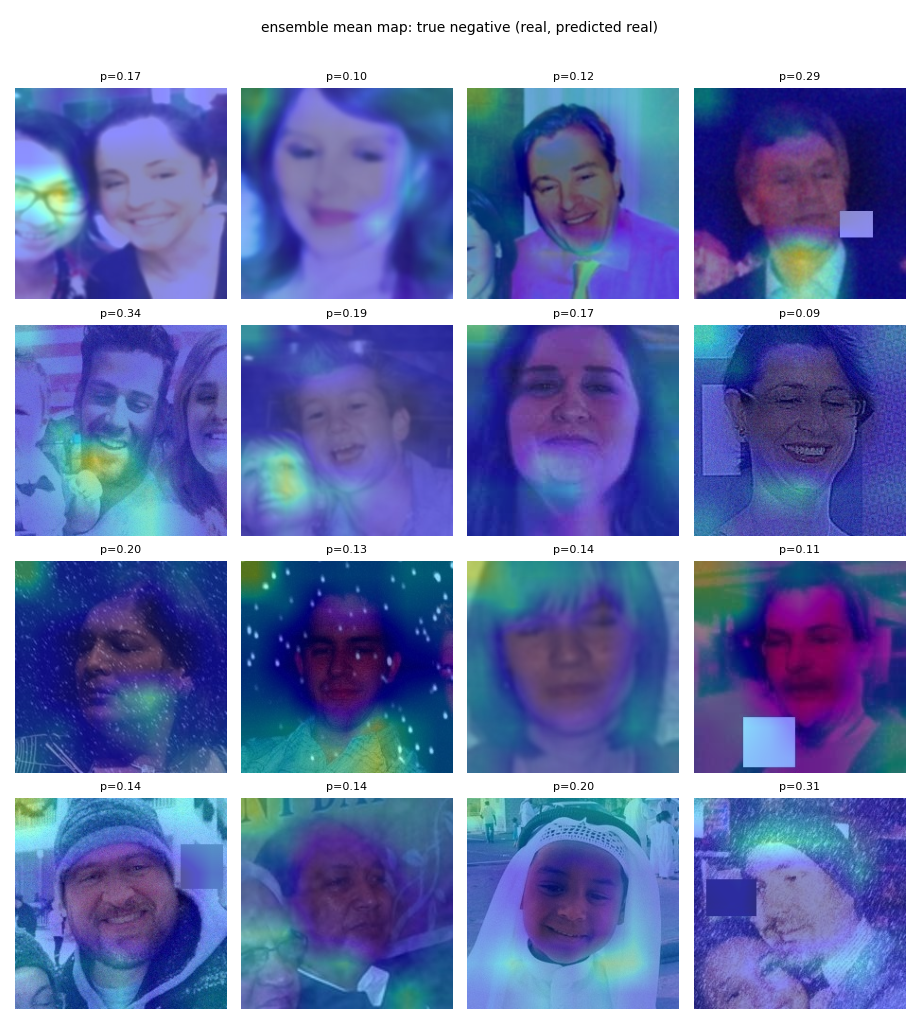 ensemble mean map: true negative (real, predicted real)
p=0.17 p=0.10 p=0.12 p=0.29
p=0.34 p=0.19 p=0.17 p=0.09
p=0.20 p=0.13 p=0.14 p=0.11
p=0.14 p=0.14 p=0.20 p=0.31